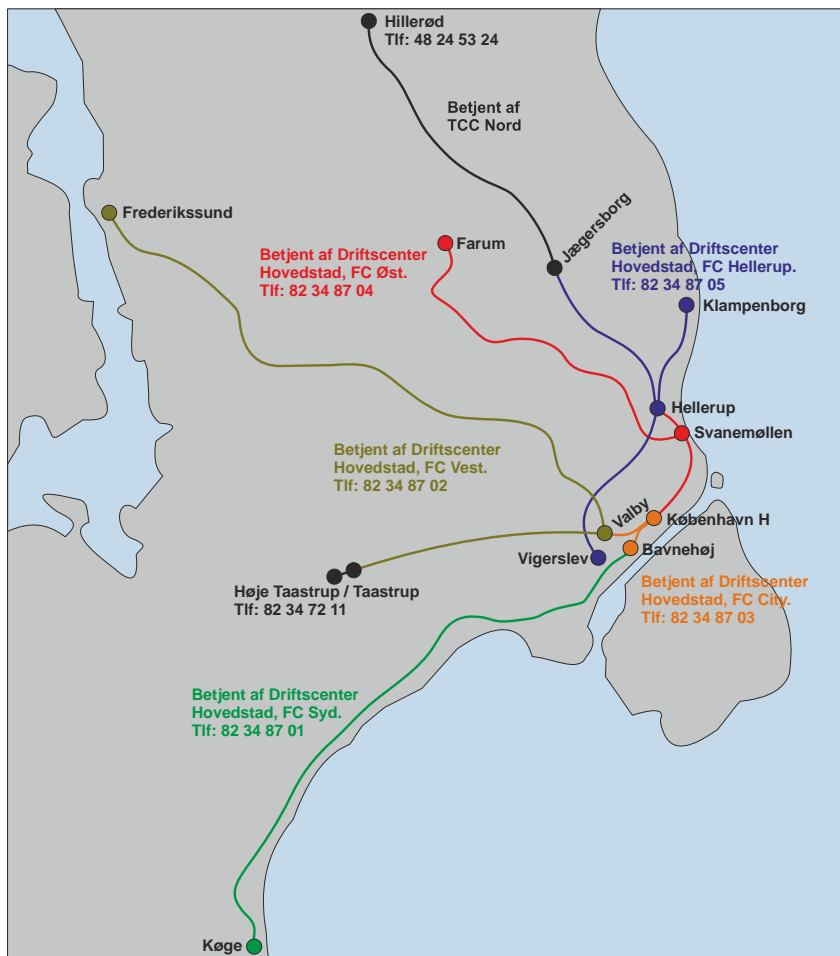 Hillerød
Tlf: 48 24 53 24
Betjent af
TCC Nord
Frederikssund
Farum
Jægersborg
Betjent af Driftscenter
Hovedstad, FC Øst.
Tlf: 82 34 87 04
Betjent af Driftscenter
Hovedstad, FC Hellerup.
Tlf: 82 34 87 05
Klampenborg
Hellerup
Svanemøllen
Betjent af Driftscenter
Hovedstad, FC Vest.
Tlf: 82 34 87 02
Valby
København H
Vigerslev
Bavnehøj
Høje Taastrup / Taastrup
Tlf: 82 34 72 11
Betjent af Driftscenter
Hovedstad, FC City.
Tlf: 82 34 87 03
Betjent af Driftscenter
Hovedstad, FC Syd.
Tlf: 82 34 87 01
Køge